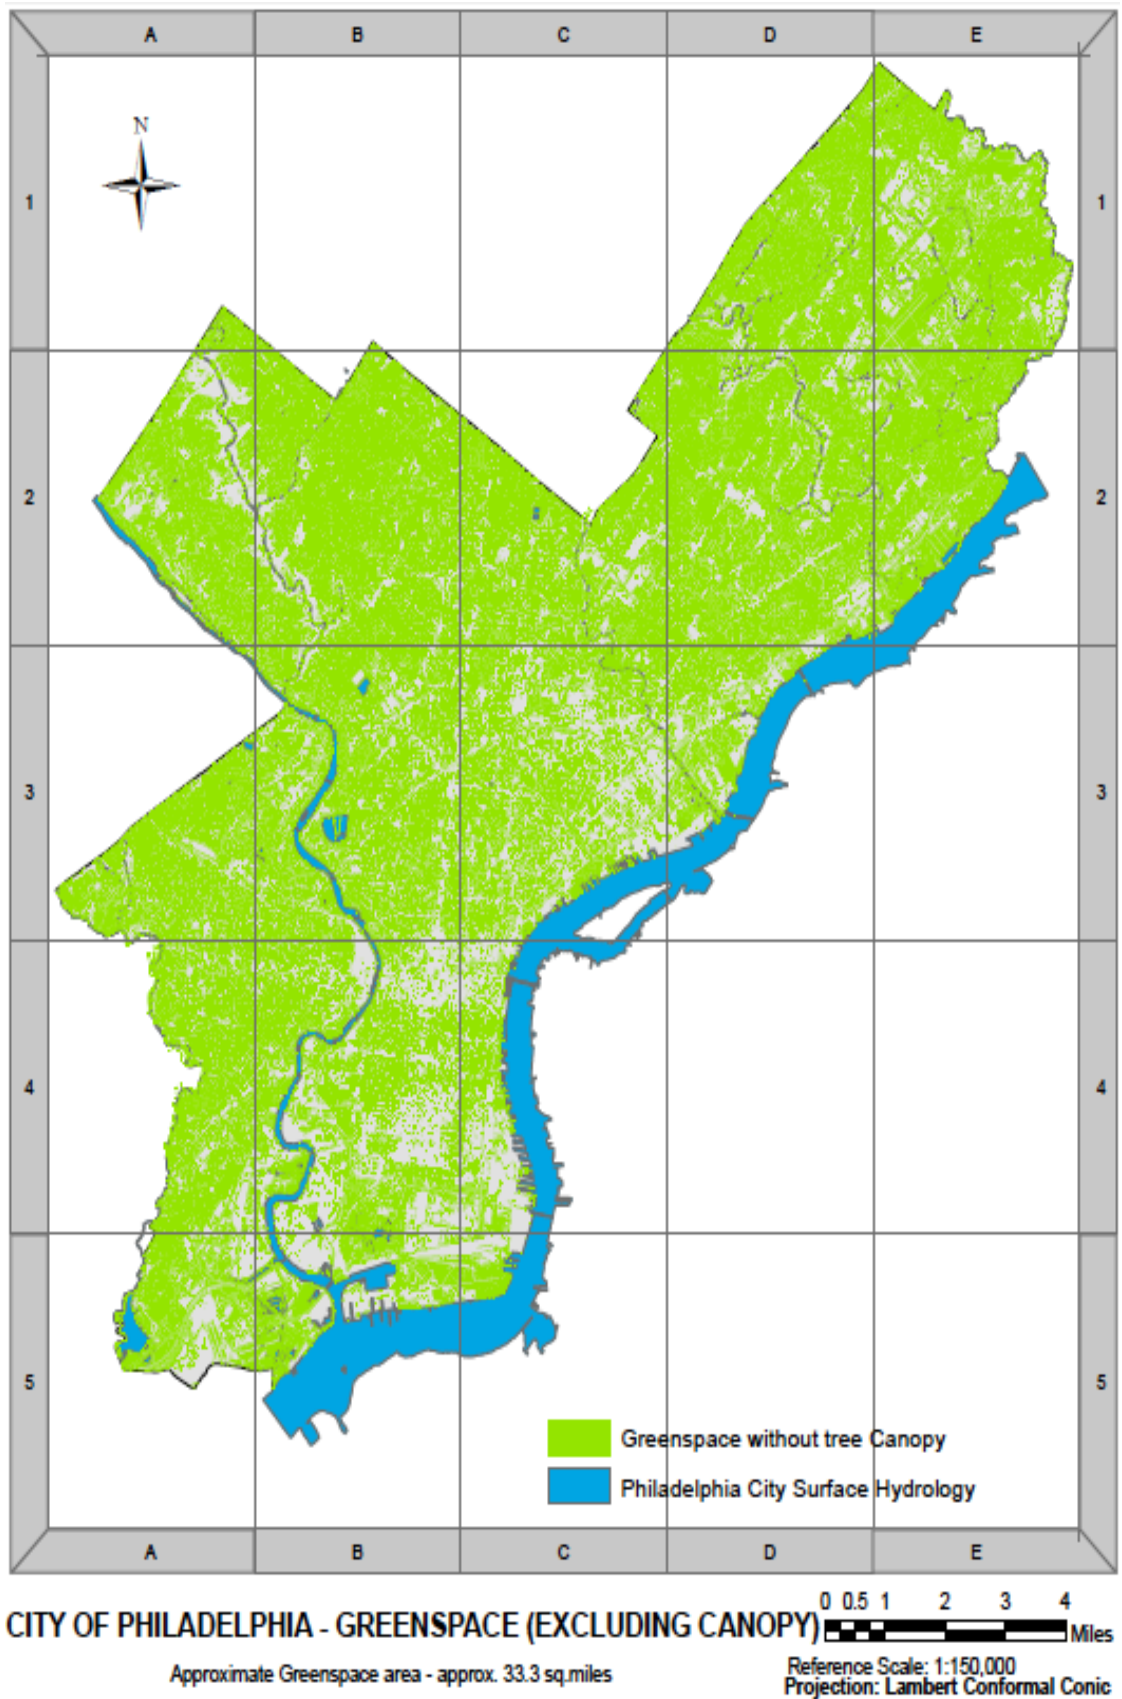 A B C D E
N
1 1
2 2
3 3
4 4
5 5
Greenspace without tree Canopy
Philadelphia City Surface Hydrology
A B C D E
CITY OF PHILADELPHIA - GREENSPACE (EXCLUDING CANOPY)
0 0.5 1 2 3 4
Miles
Approximate Greenspace area - approx. 33.3 sq.miles
Reference Scale: 1:150,000
Projection: Lambert Conformal Conic